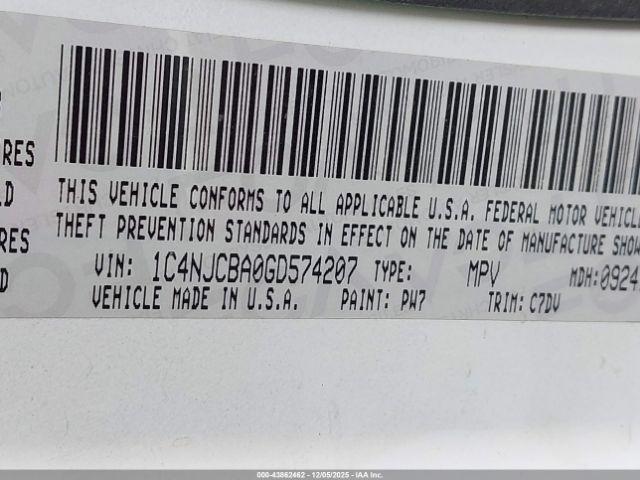 RES
LD
RES
D
THIS VEHICLE CONFORMS TO ALL APPLICABLE U.S.A. FEDERAL MOTOR VEHICLE
THEFT PREVENTION STANDARDS IN EFFECT ON THE DATE OF MANUFACTURE SHOW
VIN: 1C4NJCBA0GD574207 TYPE: MPV MDH:0924
VEHICLE MADE IN U.S.A. PAINT: PW7 TRIM: C7DV
000-43862462 - 12/05/2025 - IAA Inc.